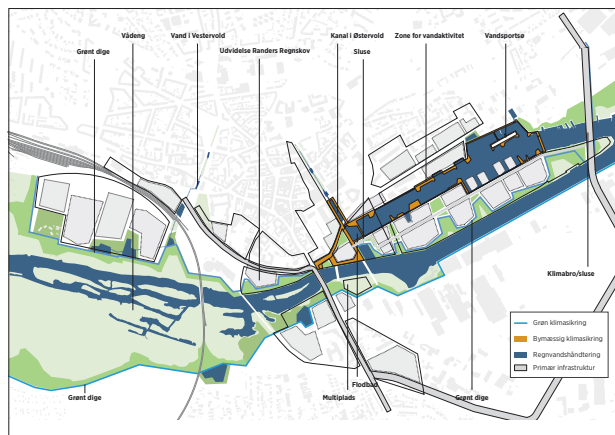 Vådeng
Vand i Vestervold
Kanal i Østervold
Zone for vandaktivitet
Vandsportsø
Grønt dige
Udvidelse Randers Regnskov
Sluse
Klimabro/sluse
Grøn klimasikring
Bymæssig klimasikring
Regnvandshåndtering
Primær infrastruktur
Flodbad
Grønt dige
Multiplads
Grønt dige